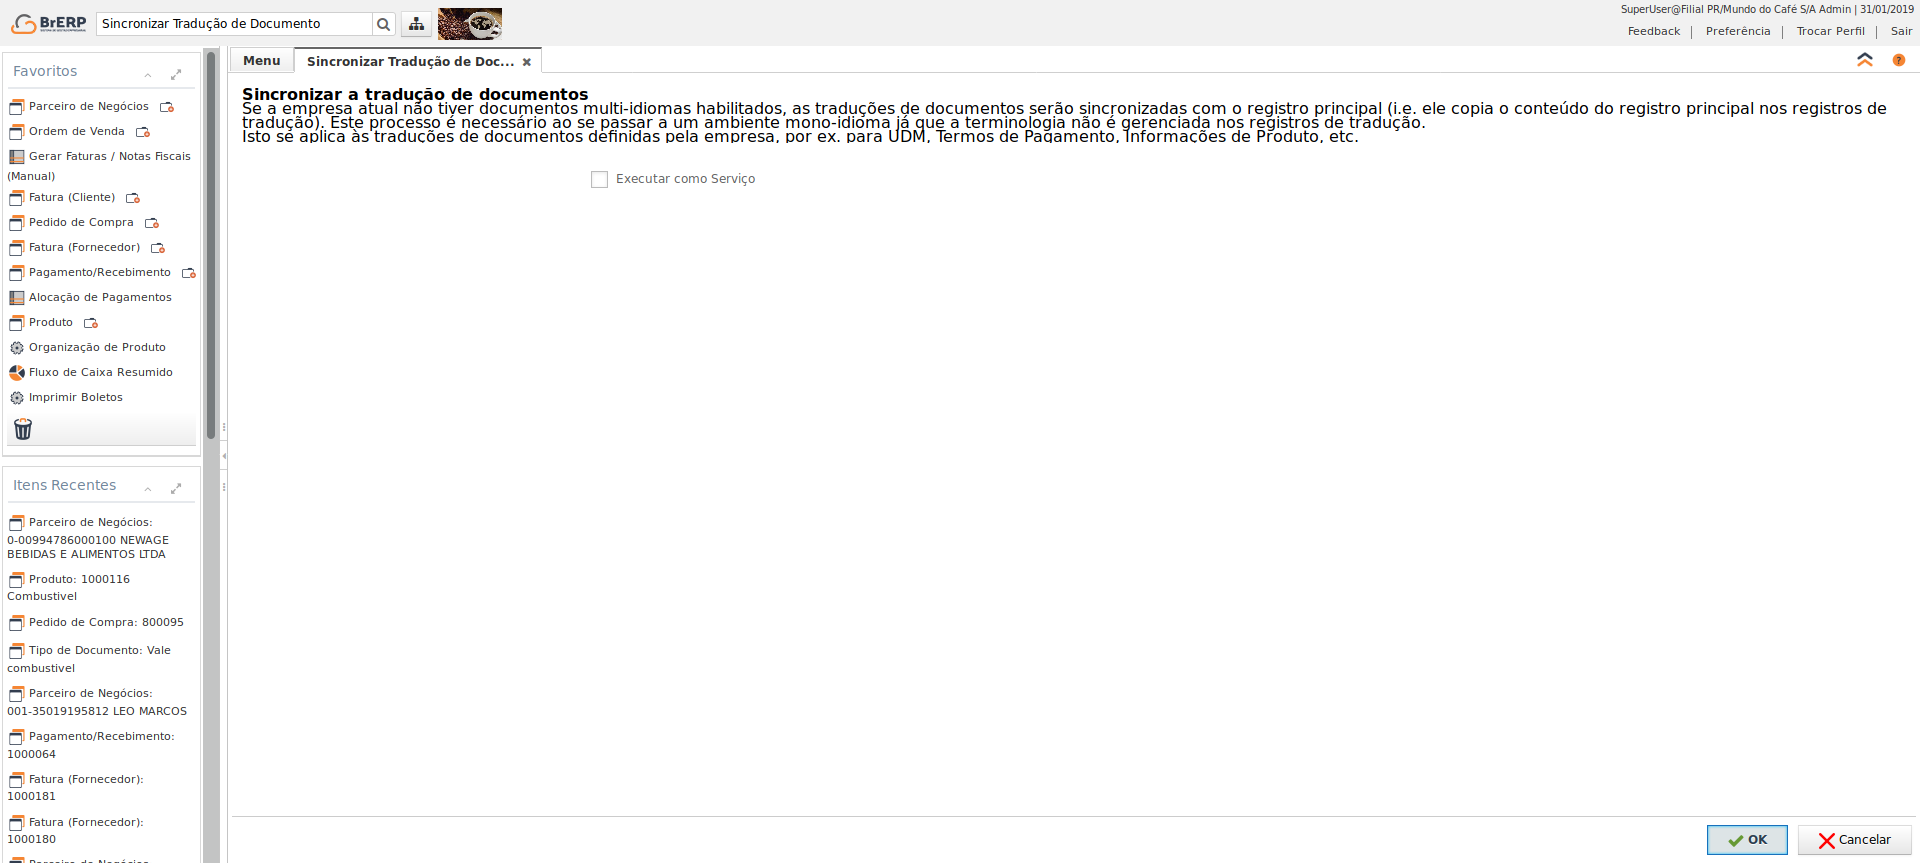 BrERP
Sincronizar Tradução de Documento
SuperUser@Filial PR/Mundo do Café S/A Admin | 31/01/2019
Feedback | Preferência | Trocar Perfil | Sair
Favoritos
Parceiro de Negócios
Ordem de Venda
Gerar Faturas / Notas Fiscais
(Manual)
Fatura (Cliente)
Pedido de Compra
Fatura (Fornecedor)
Pagamento/Recebimento
Alocação de Pagamentos
Produto
Organização de Produto
Fluxo de Caixa Resumido
Imprimir Boletos
Itens Recentes
Parceiro de Negócios:
0-00994786000100 NEWAGE
BEBIDAS E ALIMENTOS LTDA
Produto: 1000116
Combustivel
Pedido de Compra: 800095
Tipo de Documento: Vale
combustivel
Parceiro de Negócios:
001-35019195812 LEO MARCOS
Pagamento/Recebimento:
1000064
Fatura (Fornecedor):
1000181
Fatura (Fornecedor):
1000180
Parceiro de Negócios
Menu
Sincronizar Tradução de Doc...
Sincronizar a tradução de documentos
Se a empresa atual não tiver documentos multi-idiomas habilitados, as traduções de documentos serão sincronizadas com o registro principal (i.e. ele copia o conteúdo do registro principal nos registros de
tradução). Este processo é necessário ao se passar a um ambiente mono-idioma já que a terminologia não é gerenciada nos registros de tradução.
Isto se aplica às traduções de documentos definidas pela empresa, por ex. para UDM, Termos de Pagamento, Informações de Produto, etc.
Executar como Serviço
OK
Cancelar